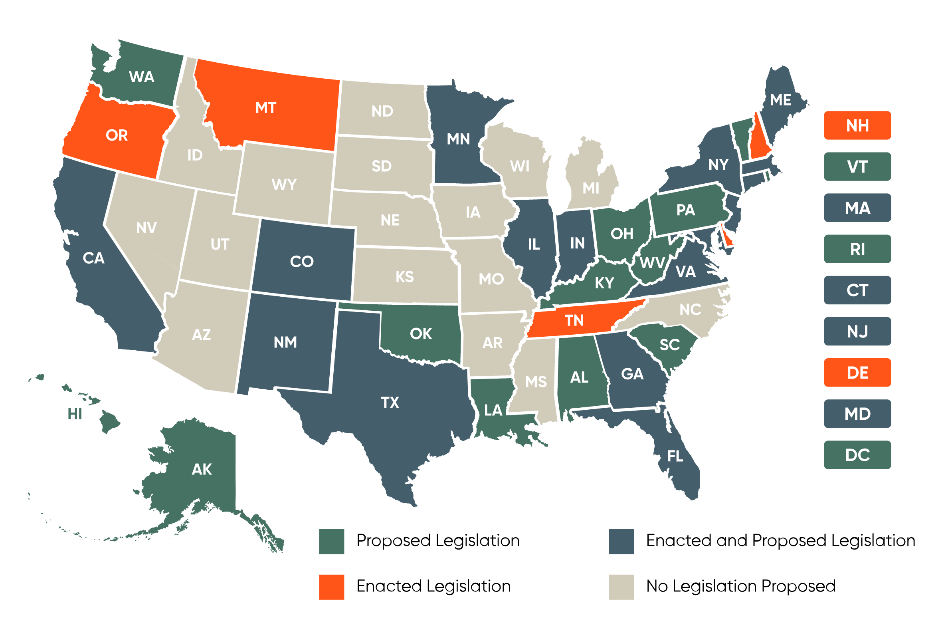 WA
MT
ND
MN
ME
OR
ID
SD
WI
MI
NY
WY
NE
IA
PA
NV
UT
CO
KS
MO
IL
IN
OH
WV
VA
KY
CA
AZ
NM
OK
AR
TN
NC
SC
TX
LA
MS
AL
GA
FL
HI
AK
NH
VT
MA
RI
CT
NJ
DE
MD
DC
Proposed Legislation
Enacted and Proposed Legislation
Enacted Legislation
No Legislation Proposed